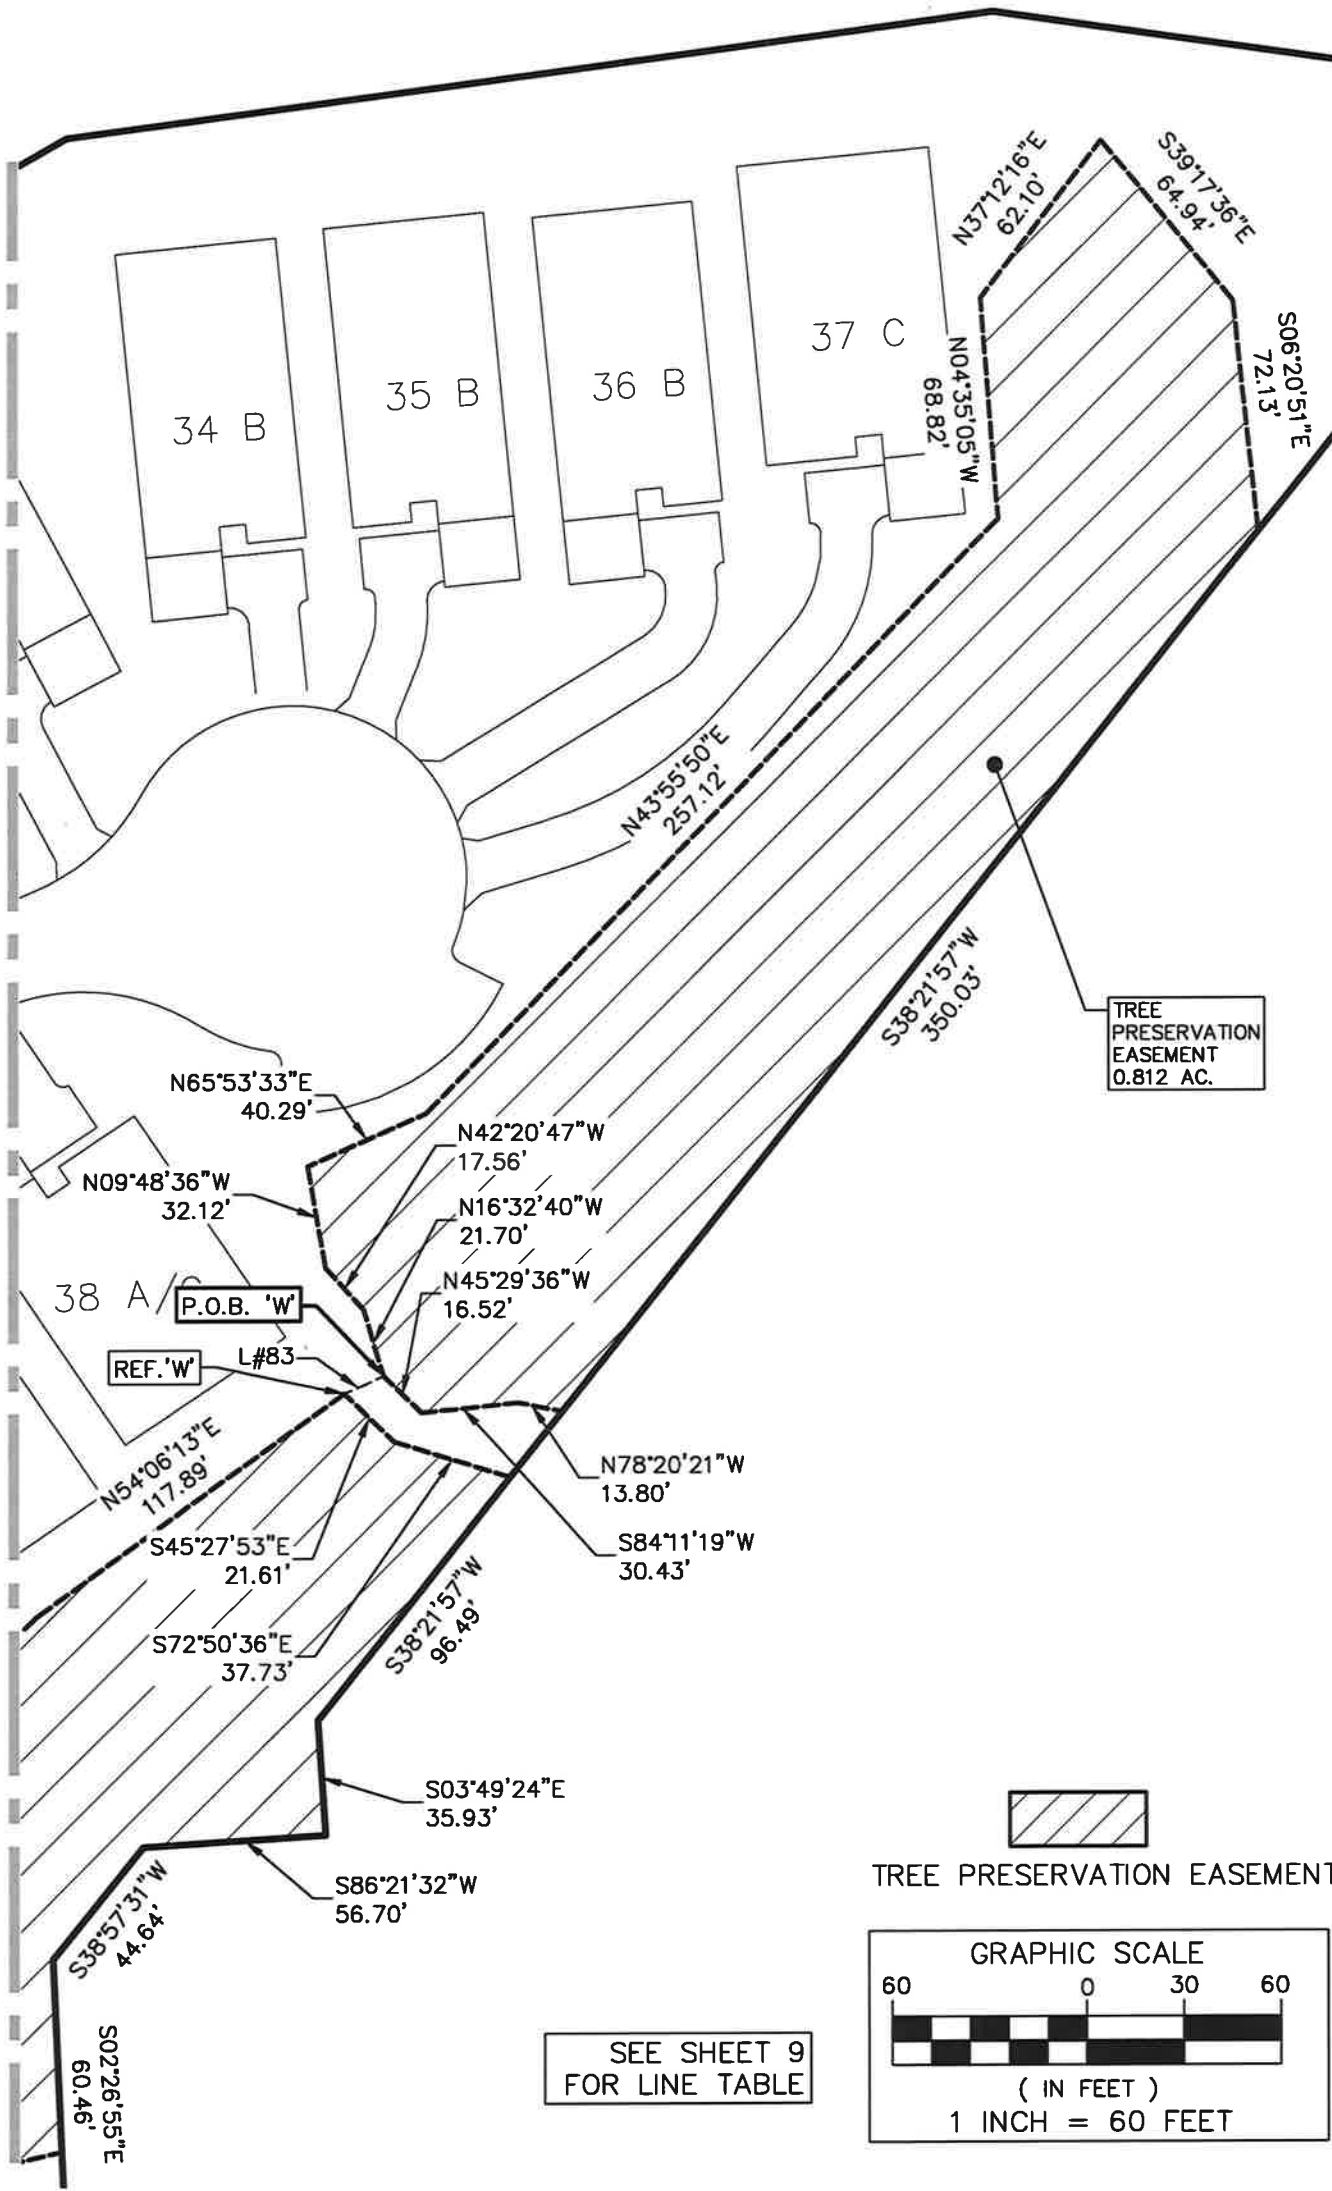 N37°12'16"E
62.10'
S39°17'36"E
64.94'
S06°20'51"E
72.13'
37 C
N04°35'05"W
68.82'
36 B
35 B
34 B
N43°55'50"E
257.12'
S38°21'57"W
350.03'
TREE
PRESERVATION
EASEMENT
0.812 AC.
N65°53'33"E
40.29'
N42°20'47"W
17.56'
N09°48'36"W
32.12'
N16°32'40"W
21.70'
N45°29'36"W
16.52'
38 A/C
P.O.B. 'W'
L#83
REF.'W'
N54°06'13"E
117.89'
N78°20'21"W
13.80'
S84°11'19"W
30.43'
S45°27'53"E
21.61'
S38°21'57"W
96.49'
S72°50'36"E
37.73'
S03°49'24"E
35.93'
S86°21'32"W
56.70'
S38°57'31"W
44.64'
S02°26'55"E
60.46'
TREE PRESERVATION EASEMENT
GRAPHIC SCALE
60 0 30 60
( IN FEET )
1 INCH = 60 FEET
SEE SHEET 9
FOR LINE TABLE